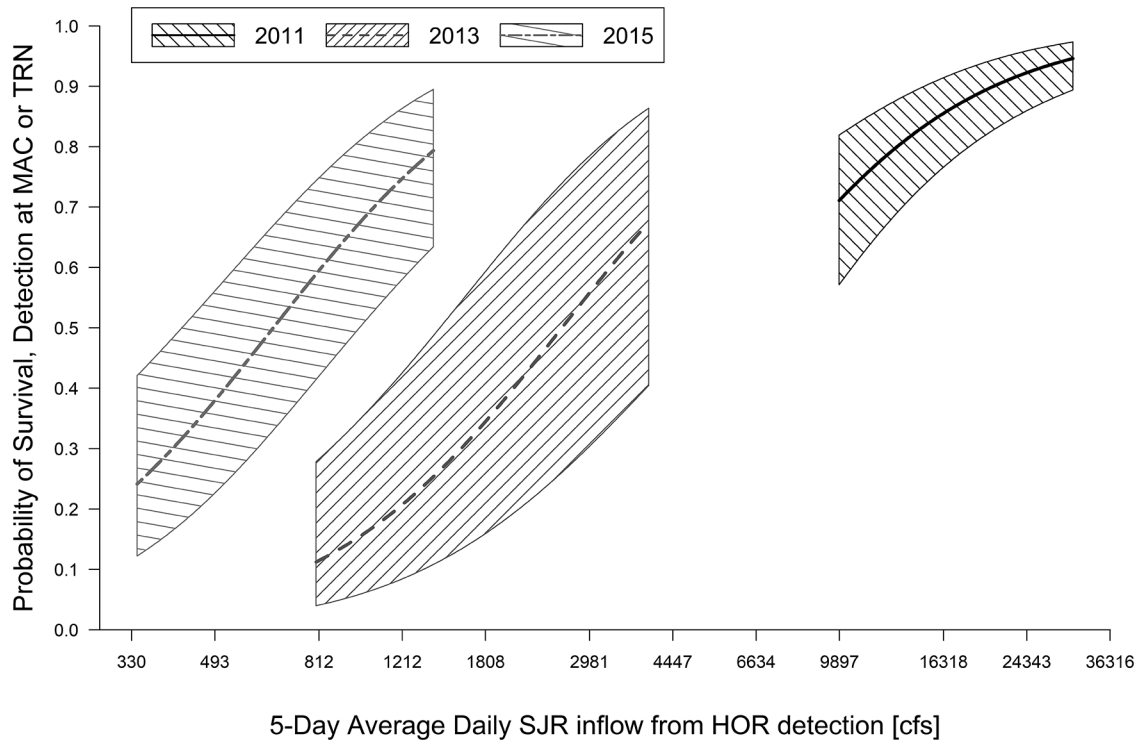 2011 2013 2015
Probability of Survival, Detection at MAC or TRN
1.0
0.9
0.8
0.7
0.6
0.5
0.4
0.3
0.2
0.1
0.0
330 493 812 1212 1808 2981 4447 6634 9897 16318 24343 36316
5-Day Average Daily SJR inflow from HOR detection [cfs]